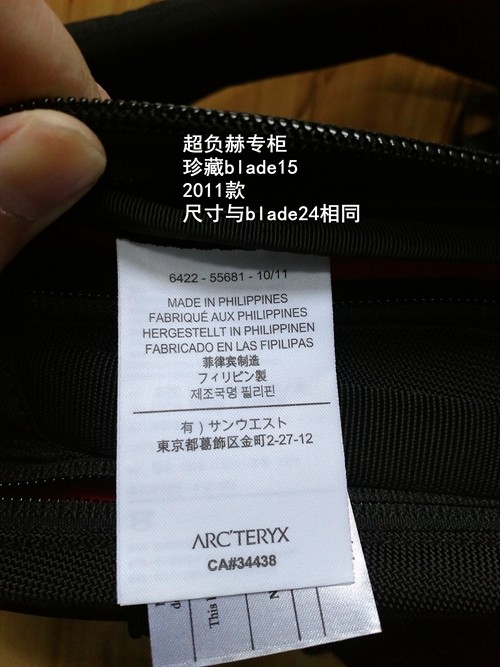 超负赫专柜
珍藏blade15
2011款
尺寸与blade24相同
6422 - 55681 - 10/11
MADE IN PHILIPPINES
FABRIQUÉ AUX PHILIPPINES
HERGESTELLT IN PHILIPPINEN
FABRICADO EN LAS FIPILIPAS
菲律宾制造
フィリピン製
제조국명 필리핀
有）サンウエスト
東京都葛飾区金町2-27-12
ARC'TERYX
CA#34438
This